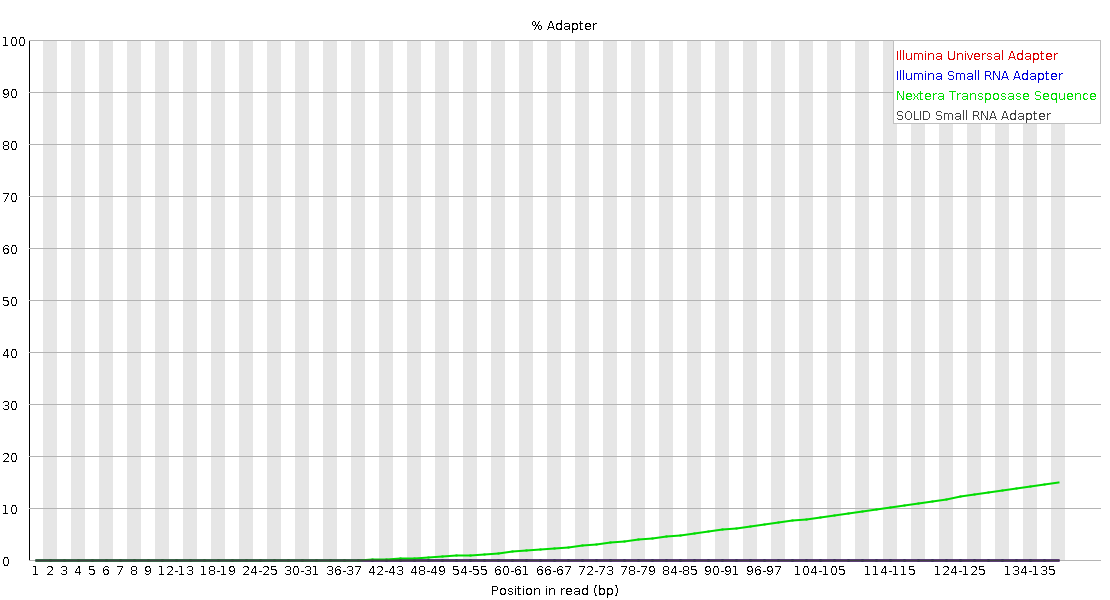 % Adapter
100
90
80
70
60
50
40
30
20
10
0
Illumina Universal Adapter
Illumina Small RNA Adapter
Nextera Transposase Sequence
SOLID Small RNA Adapter
1 2 3 4 5 6 7 8 9 12-13 18-19 24-25 30-31 36-37 42-43 48-49 54-55 60-61 66-67 72-73 78-79 84-85 90-91 96-97 104-105 114-115 124-125 134-135
Position in read (bp)